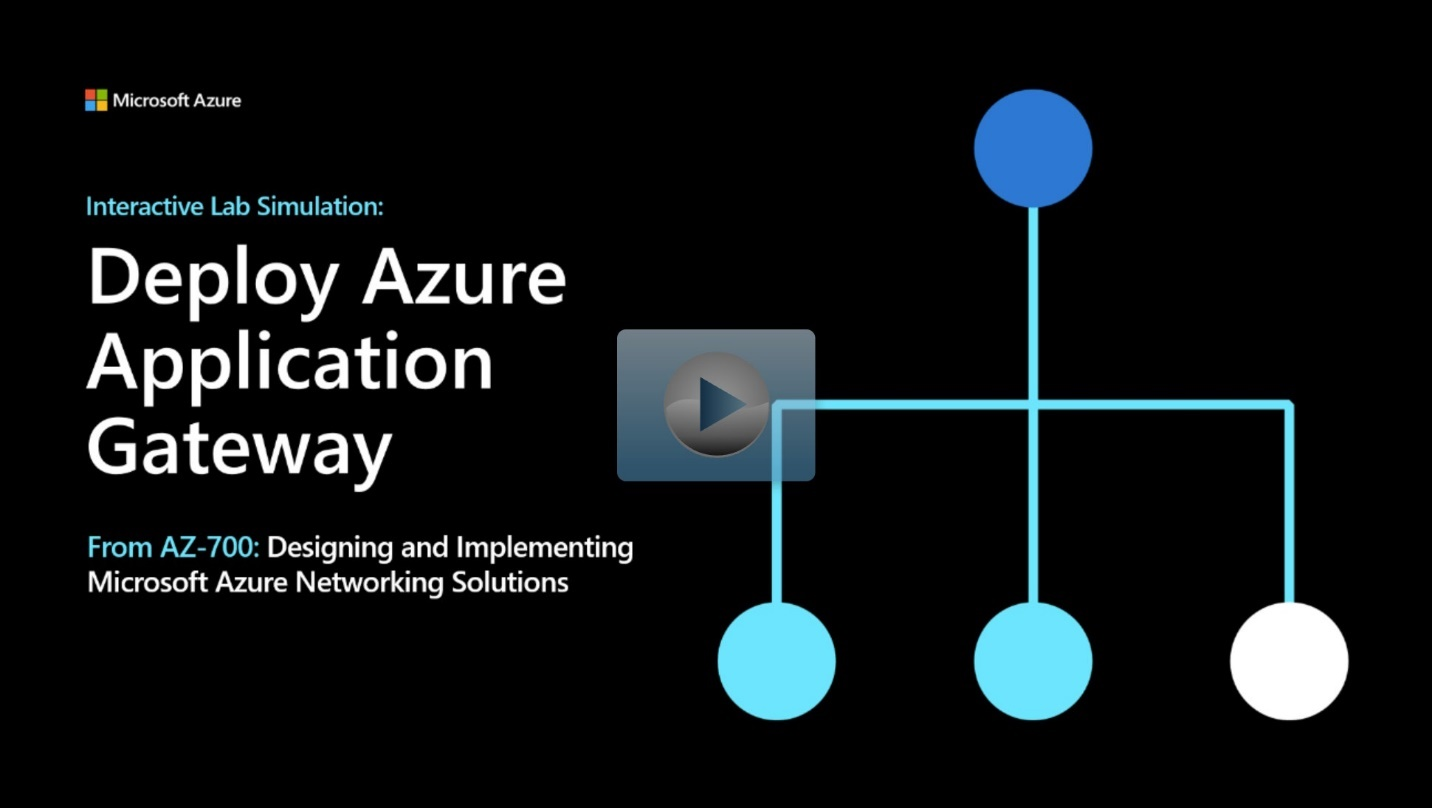 Microsoft Azure
Interactive Lab Simulation:
Deploy Azure
Application
Gateway
From AZ-700: Designing and Implementing
Microsoft Azure Networking Solutions